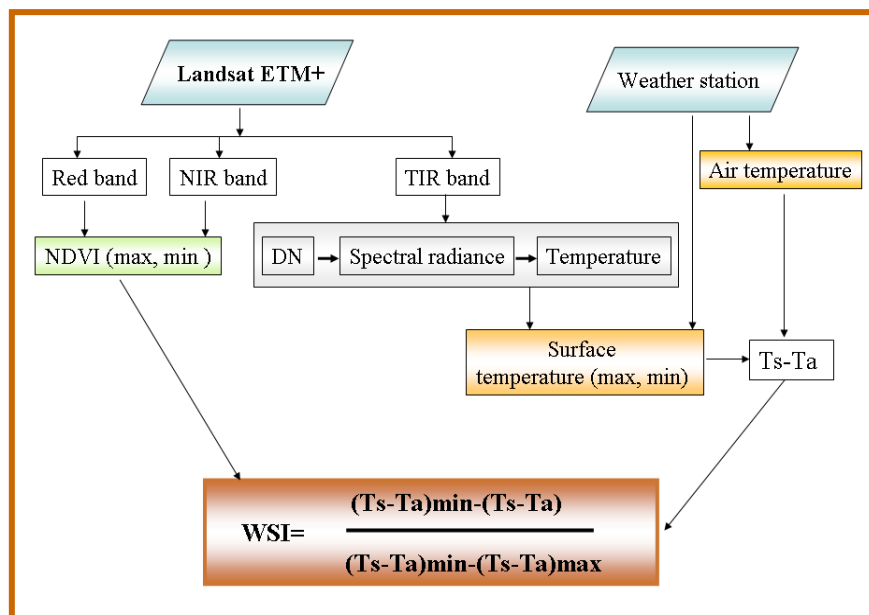 Landsat ETM+
Weather station
Red band
NIR band
TIR band
Air temperature
NDVI (max, min )
DN
Spectral radiance
Temperature
Surface
temperature (max, min)
Ts-Ta
(Ts-Ta)min-(Ts-Ta)
WSI=
(Ts-Ta)min-(Ts-Ta)max